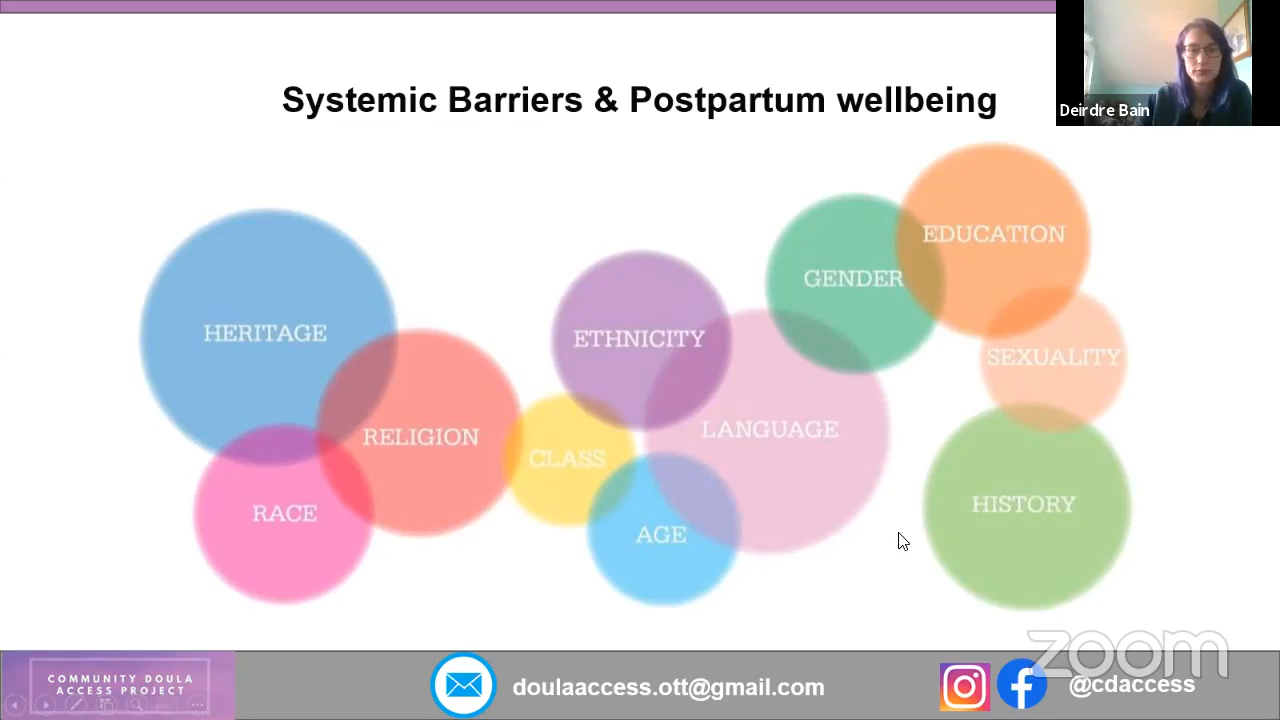 Systemic Barriers & Postpartum wellbeing
Deirdre Bain
HERITAGE
RACE
RELIGION
CLASS
ETHNICITY
AGE
LANGUAGE
GENDER
EDUCATION
SEXUALITY
HISTORY
zoom
COMMUNITY DOULA
ACCESS PROJECT
doulaaccess.ott@gmail.com
@cdaccess